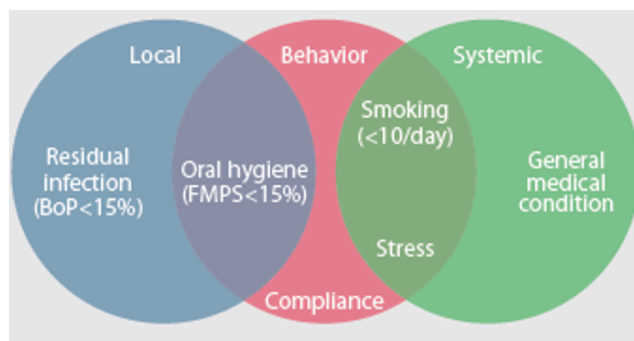 Local
Behavior
Systemic
Residual
infection
(BoP<15%)
Oral hygiene
(FMPS<15%)
Smoking
(<10/day)
General
medical
condition
Stress
Compliance